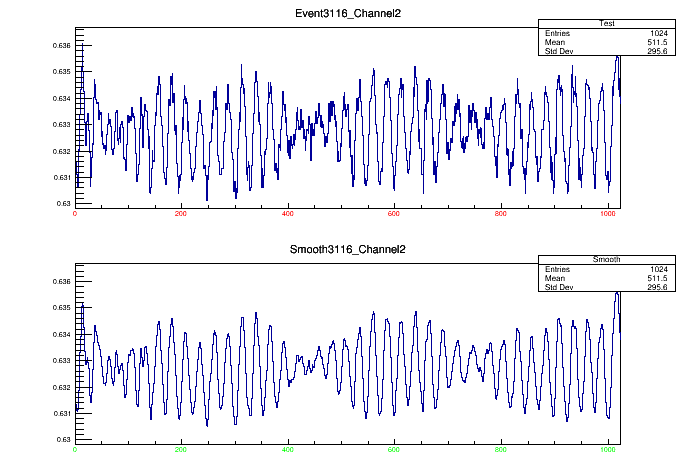 Event3116_Channel2
Test
Entries 1024
Mean 511.5
Std Dev 295.6
0.636
0.635
0.634
0.633
0.632
0.631
0.63
0 200 400 600 800 1000
Smooth3116_Channel2
Smooth
Entries 1024
Mean 511.5
Std Dev 295.6
0.636
0.635
0.634
0.633
0.632
0.631
0.63
0 200 400 600 800 1000